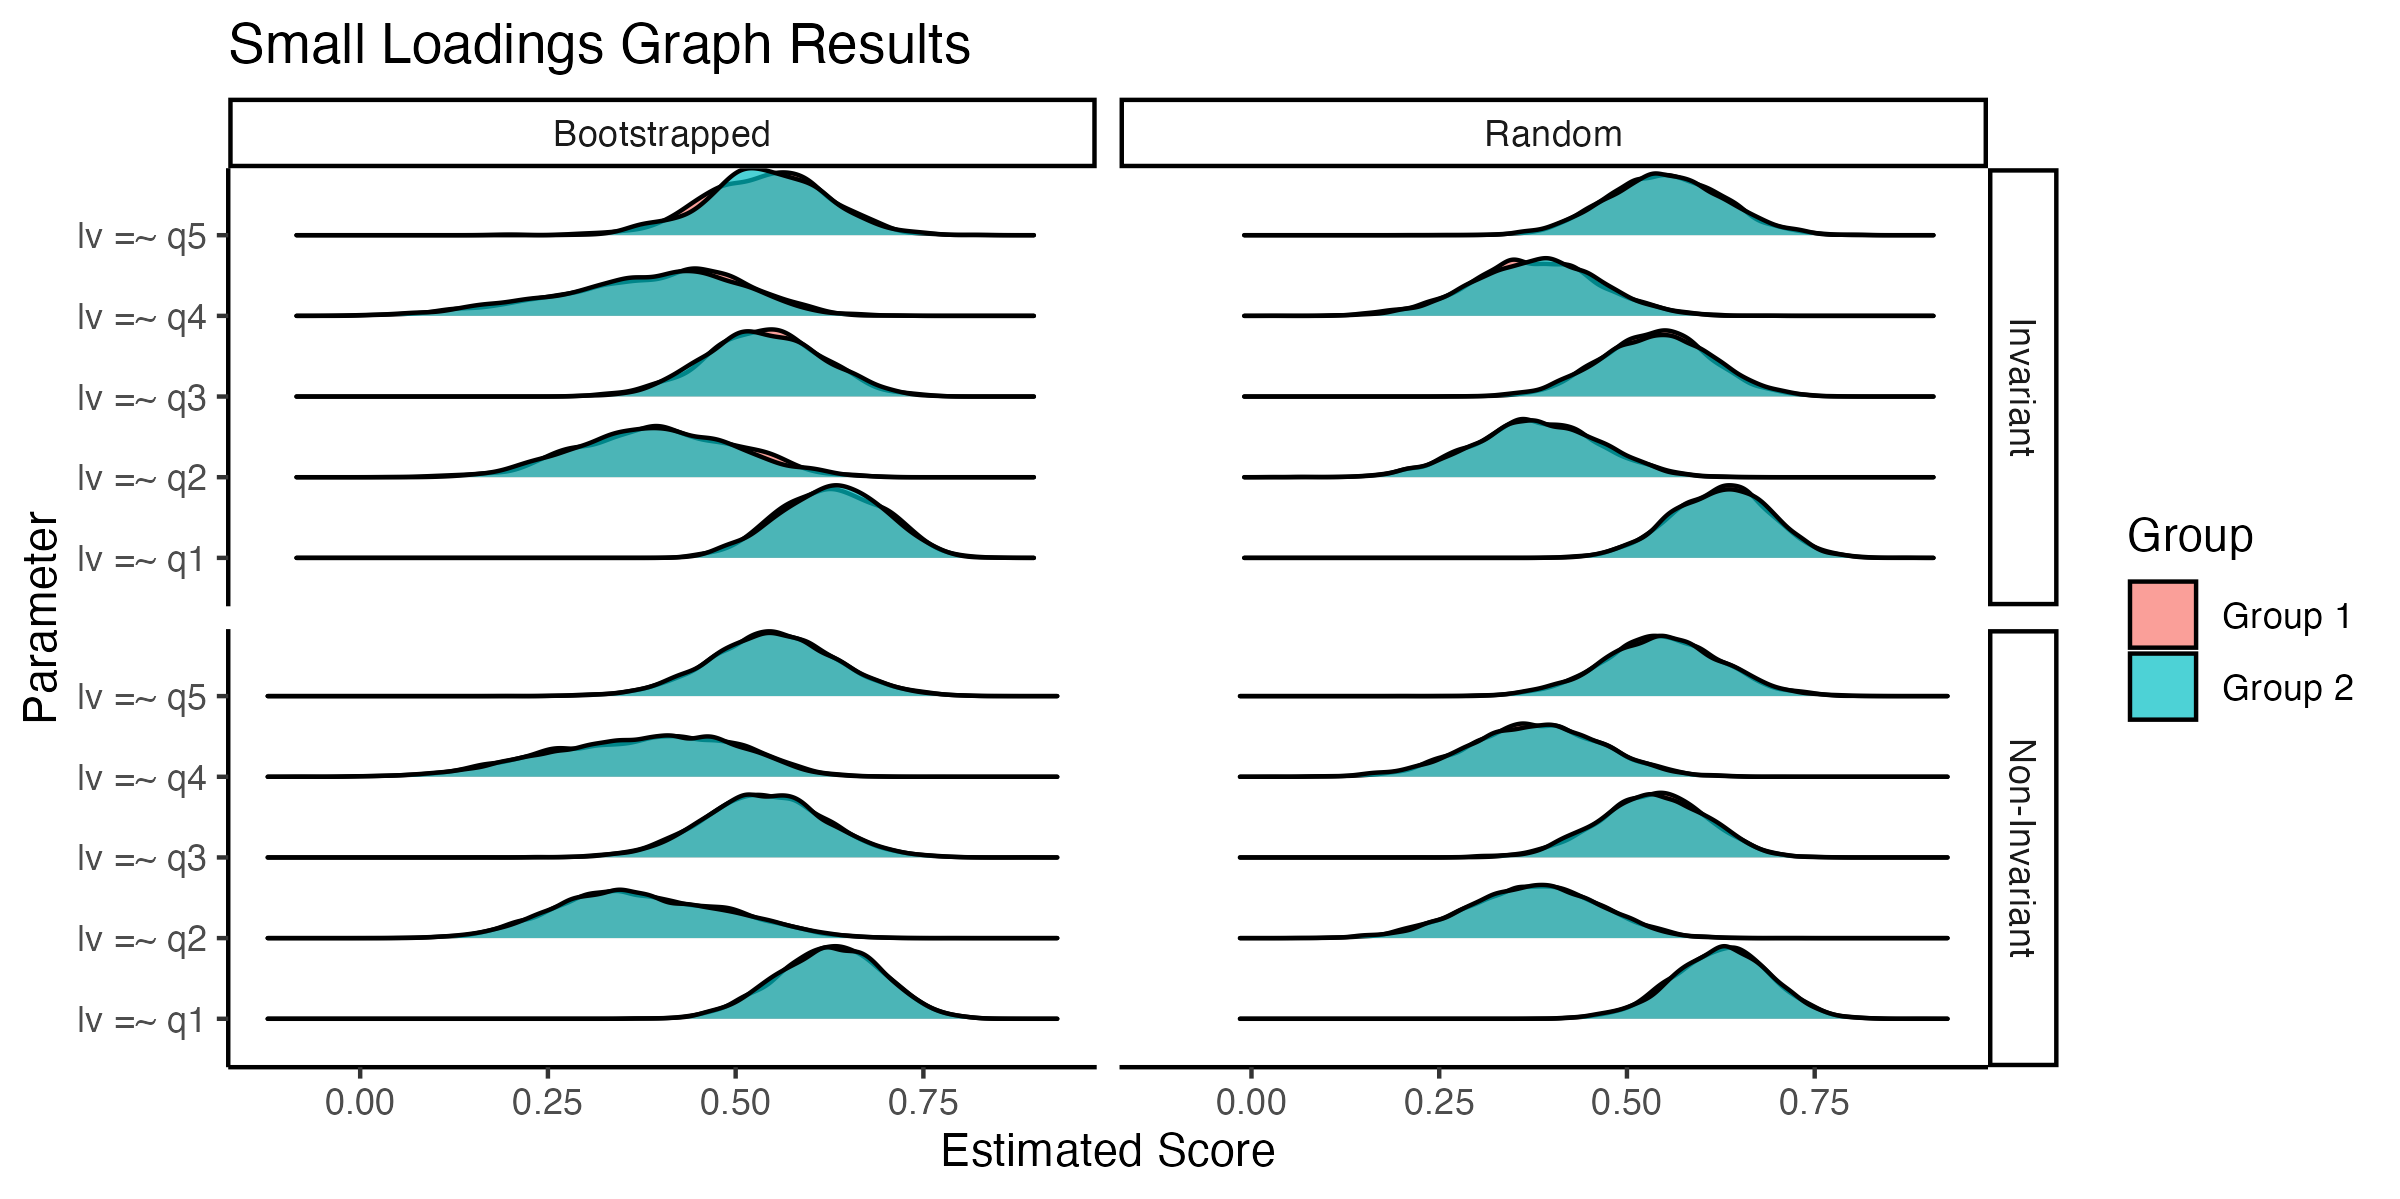 Small Loadings Graph Results
Bootstrapped
Random
lv =~ q5
lv =~ q4
lv =~ q3
lv =~ q2
lv =~ q1
Invariant
lv =~ q5
lv =~ q4
lv =~ q3
lv =~ q2
lv =~ q1
Non-Invariant
Parameter
0.00 0.25 0.50 0.75
0.00 0.25 0.50 0.75
Estimated Score
Group
Group 1
Group 2